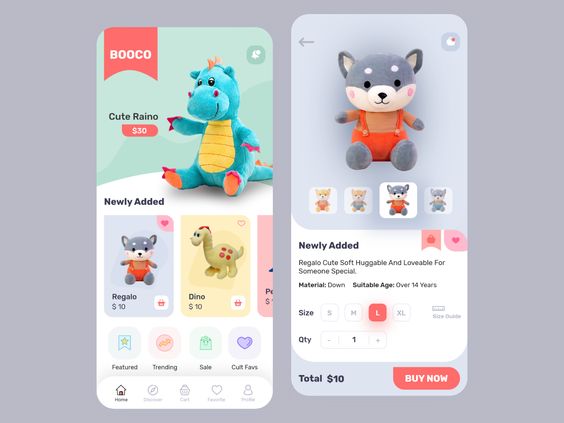 BOOCO
Cute Raino
$30
Newly Added
Regalo
$ 10
Dino
$ 10
Pe
$
Featured
Trending
Sale
Cult Favs
Home
Discover
Cart
Favorite
Profile
Newly Added
Regalo Cute Soft Huggable And Loveable For
Someone Special.
Material: Down Suitable Age: Over 14 Years
Size S M L XL
Size Guide
Qty - 1 +
Total $10
BUY NOW